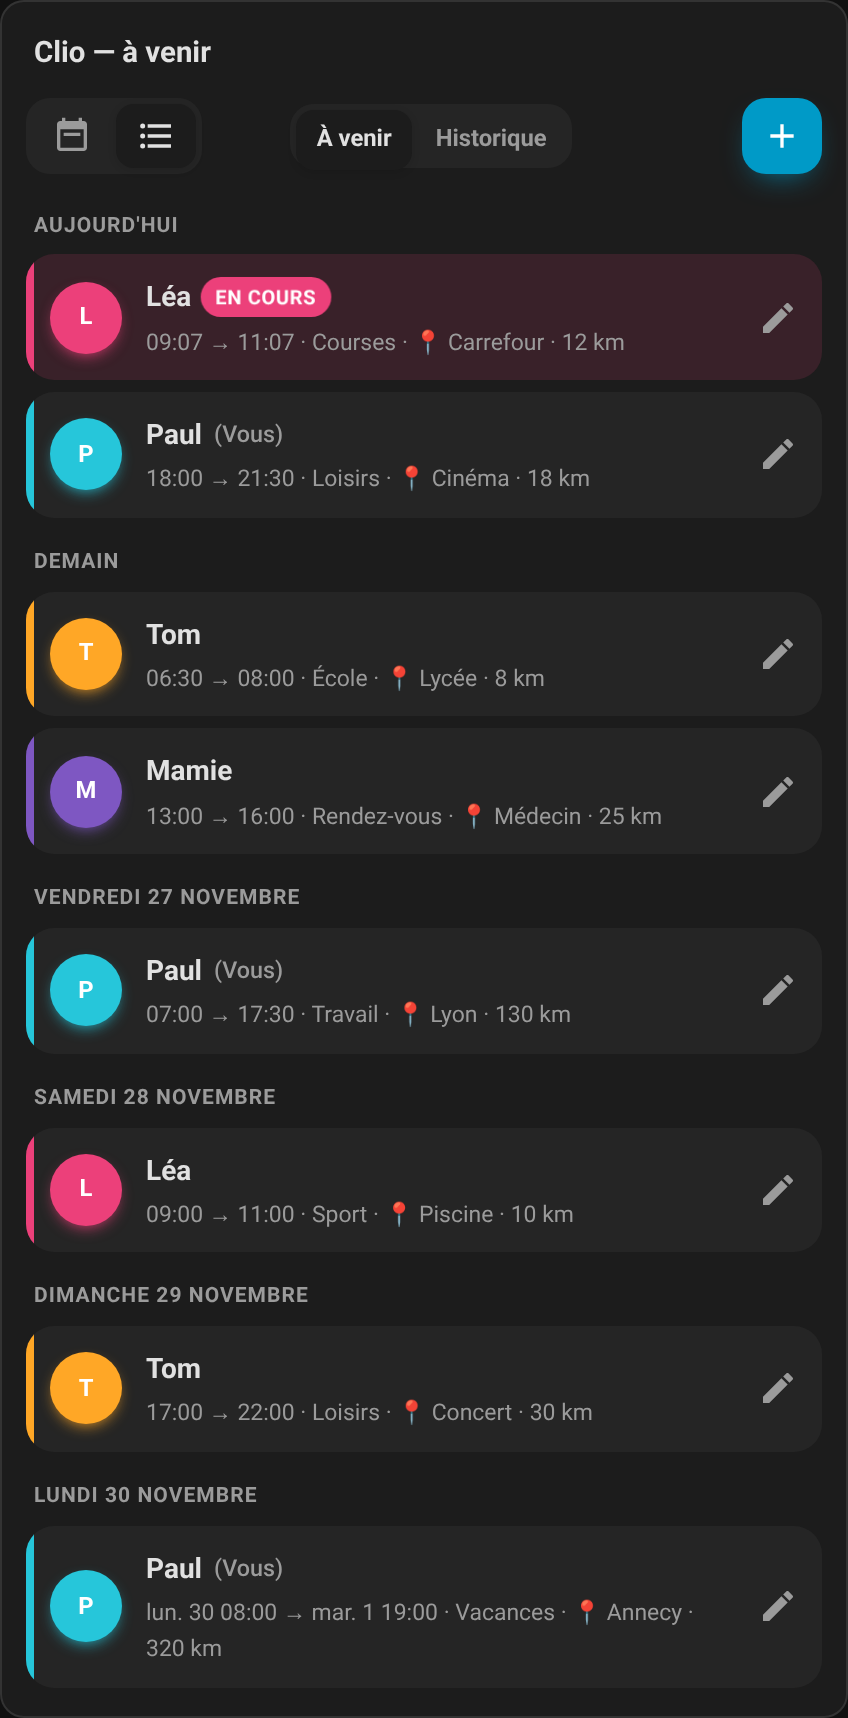 Clio — à venir
À venir
Historique
AUJOURD'HUI
L
Léa EN COURS
09:07 → 11:07 · Courses · 📍 Carrefour · 12 km
P
Paul (Vous)
18:00 → 21:30 · Loisirs · 📍 Cinéma · 18 km
DEMAIN
T
Tom
06:30 → 08:00 · École · 📍 Lycée · 8 km
M
Mamie
13:00 → 16:00 · Rendez-vous · 📍 Médecin · 25 km
VENDREDI 27 NOVEMBRE
P
Paul (Vous)
07:00 → 17:30 · Travail · 📍 Lyon · 130 km
SAMEDI 28 NOVEMBRE
L
Léa
09:00 → 11:00 · Sport · 📍 Piscine · 10 km
DIMANCHE 29 NOVEMBRE
T
Tom
17:00 → 22:00 · Loisirs · 📍 Concert · 30 km
LUNDI 30 NOVEMBRE
P
Paul (Vous)
lun. 30 08:00 → mar. 1 19:00 · Vacances · 📍 Annecy ·
320 km